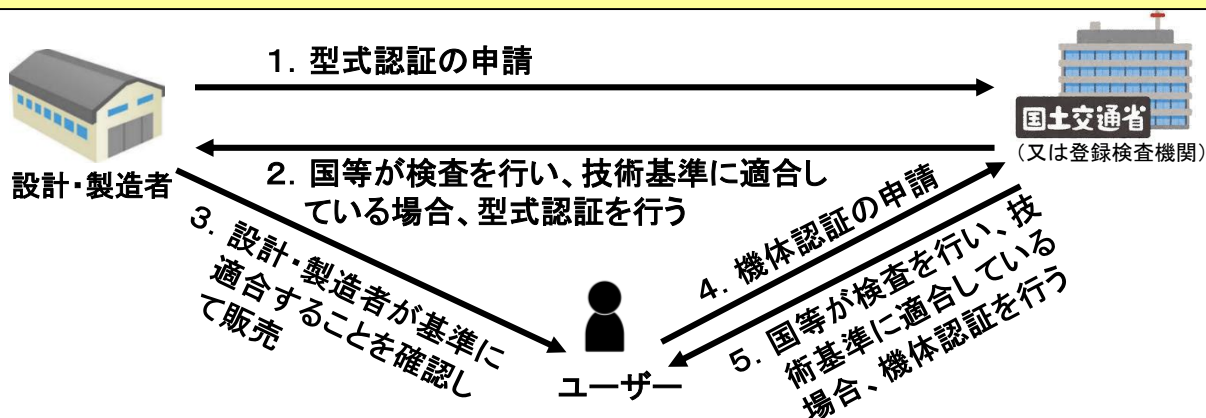 1. 型式認証の申請
国土交通省
(又は登録検査機関)
設計・製造者
2. 国等が検査を行い、技術基準に適合し
ている場合、型式認証を行う
3. 設計・製造者が基準に
適合することを確認し
て販売
4. 機体認証の申請
5. 国等が検査を行い、技
術基準に適合している
場合、機体認証を行う
ユーザー